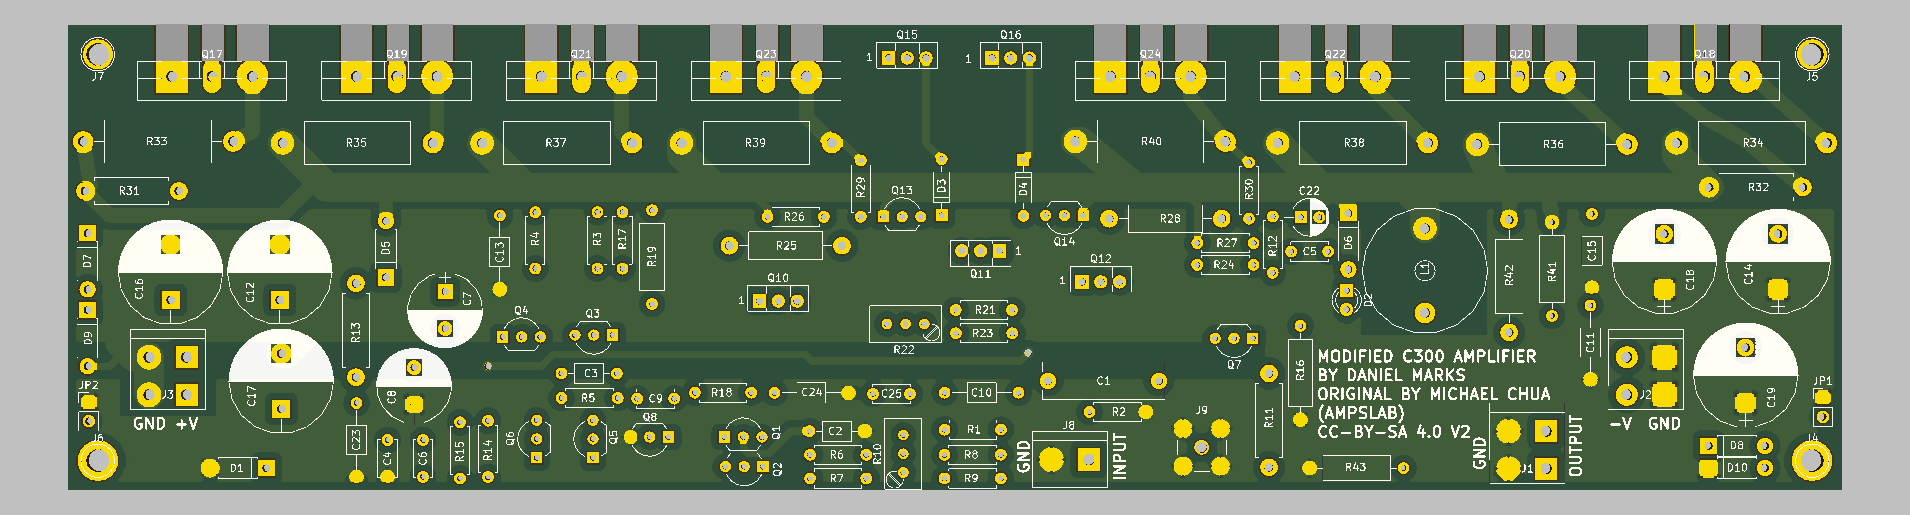 Q17 Q19 Q21 Q23 Q15 Q16 Q24 Q22 Q20 Q18
1 1
J7 J5
R33 R35 R37 R39 R40 R38 R36 R34
R31 R29 Q13 D3 D4 R30 C22 R32
R26 R28
Q14
D7 C16 C12 D5 C13 R4 R3 R17 R19 R25 R27 R24 R12 C5 D6 L1 R42 R41 C15 C18 C14
Q11 1
Q10 Q12
1 1
D9 R13 C7 Q4 Q3 R21 R23 D2 C11
R22 Q7 R16
MODIFIED C300 AMPLIFIER
BY DANIEL MARKS
ORIGINAL BY MICHAEL CHUA
(AMPSLAB)
CC-BY-SA 4.0 V2
JP2 J3 C17 C8 C3 R5 C9 R18 C24 C25 C10 C1 R2 J9 R11 J2 C19 JP1
GND +V
-V GND
J6 C23 C4 C6 R15 R14 Q6 Q5 Q8 Q1 Q2 C2 R6 R7 R10 R1 R8 R9
J8
GND INPUT
D1 R43
GND J1 OUTPUT
D8 D10 J4